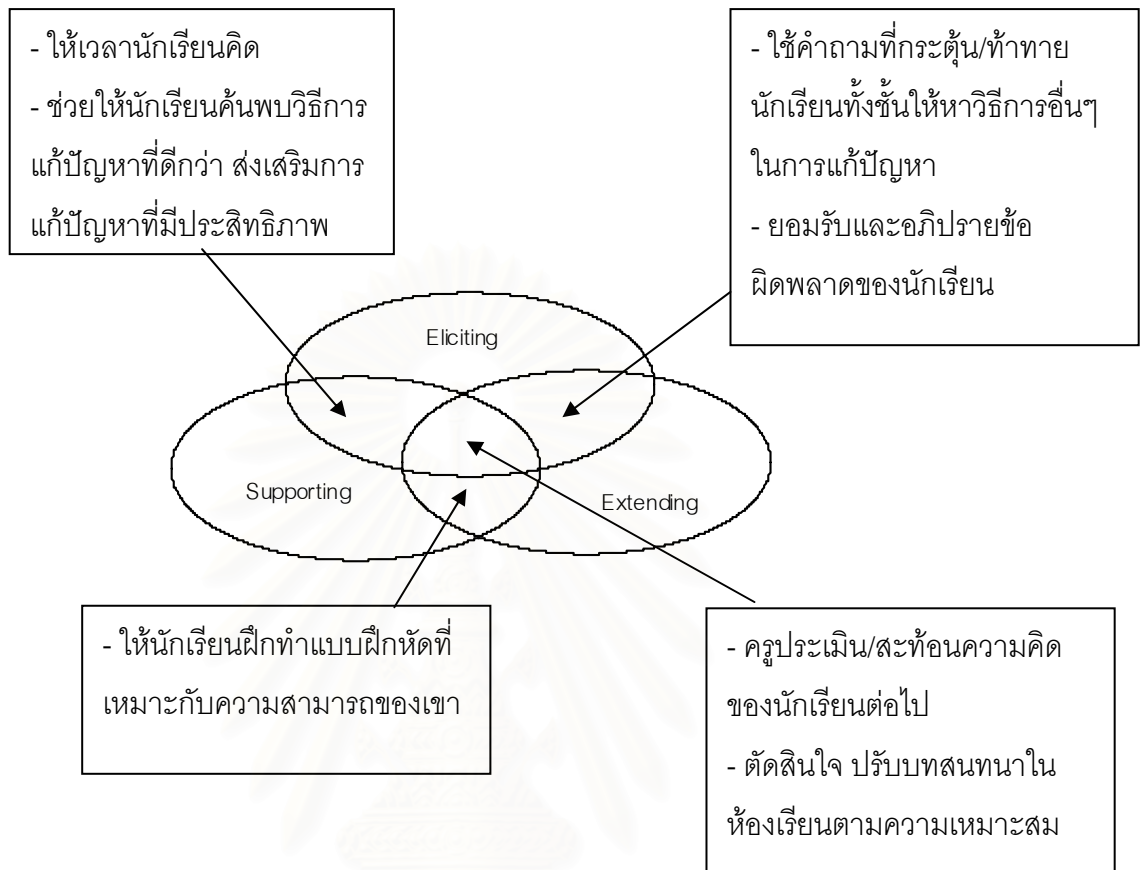 - ให้เวลานักเรียนคิด
- ช่วยให้นักเรียนค้นพบวิธีการ
แก้ปัญหาที่ดีกว่า ส่งเสริมการ
แก้ปัญหาที่มีประสิทธิภาพ
- ใช้คำถามที่กระตุ้น/ท้าทาย
นักเรียนทั้งชั้นให้หาวิธีการอื่นๆ
ในการแก้ปัญหา
- ยอมรับและอภิปรายข้อ
ผิดพลาดของนักเรียน
Eliciting
Supporting
Extending
- ให้นักเรียนฝึกทำแบบฝึกหัดที่
เหมาะกับความสามารถของเขา
- ครูประเมิน/สะท้อนความคิด
ของนักเรียนต่อไป
- ตัดสินใจ ปรับบทสนทนาใน
ห้องเรียนตามความเหมาะสม